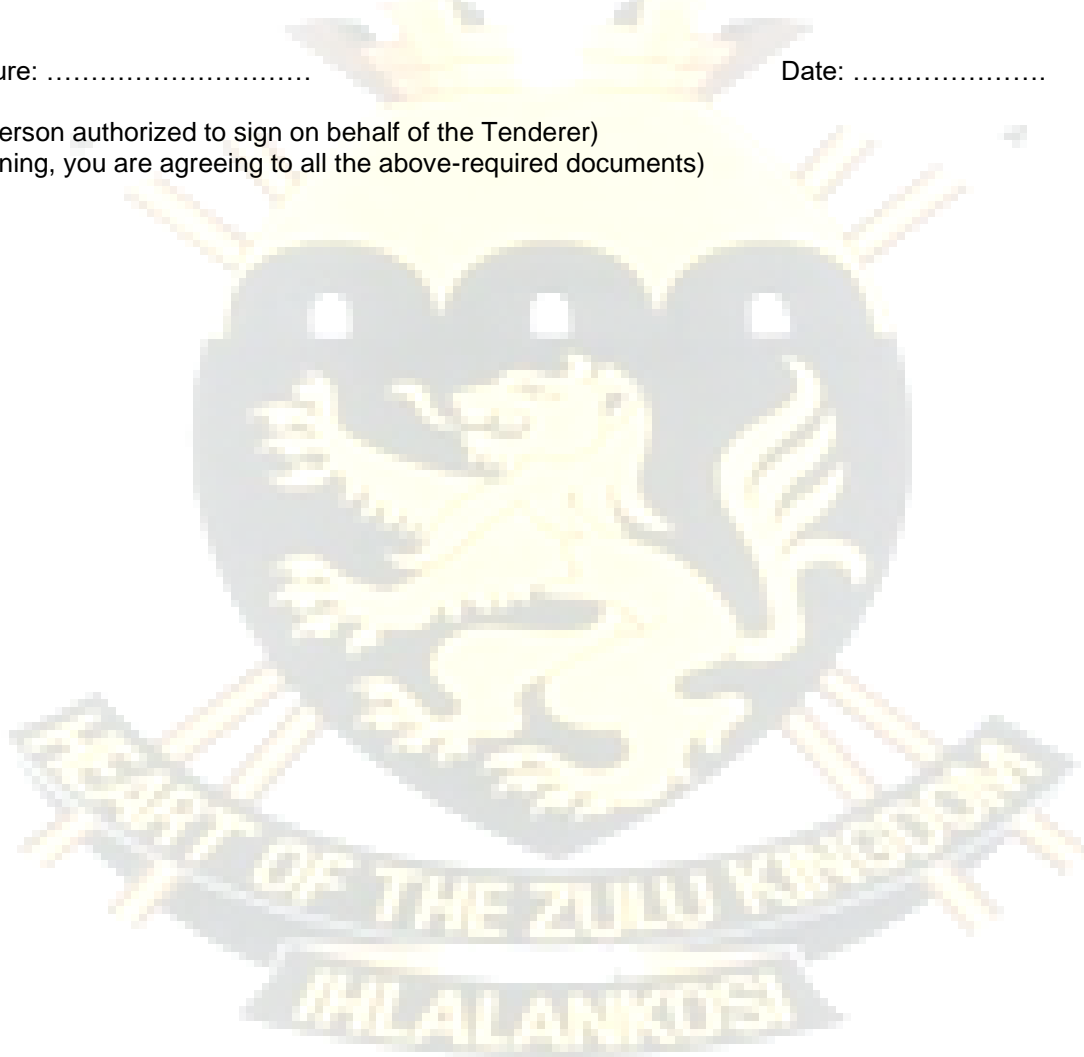 ure: ………………………… Date: ………………….
erson authorized to sign on behalf of the Tenderer)
ning, you are agreeing to all the above-required documents)
HEART OF THE ZULU KINGDOM
IHLALANKOSI